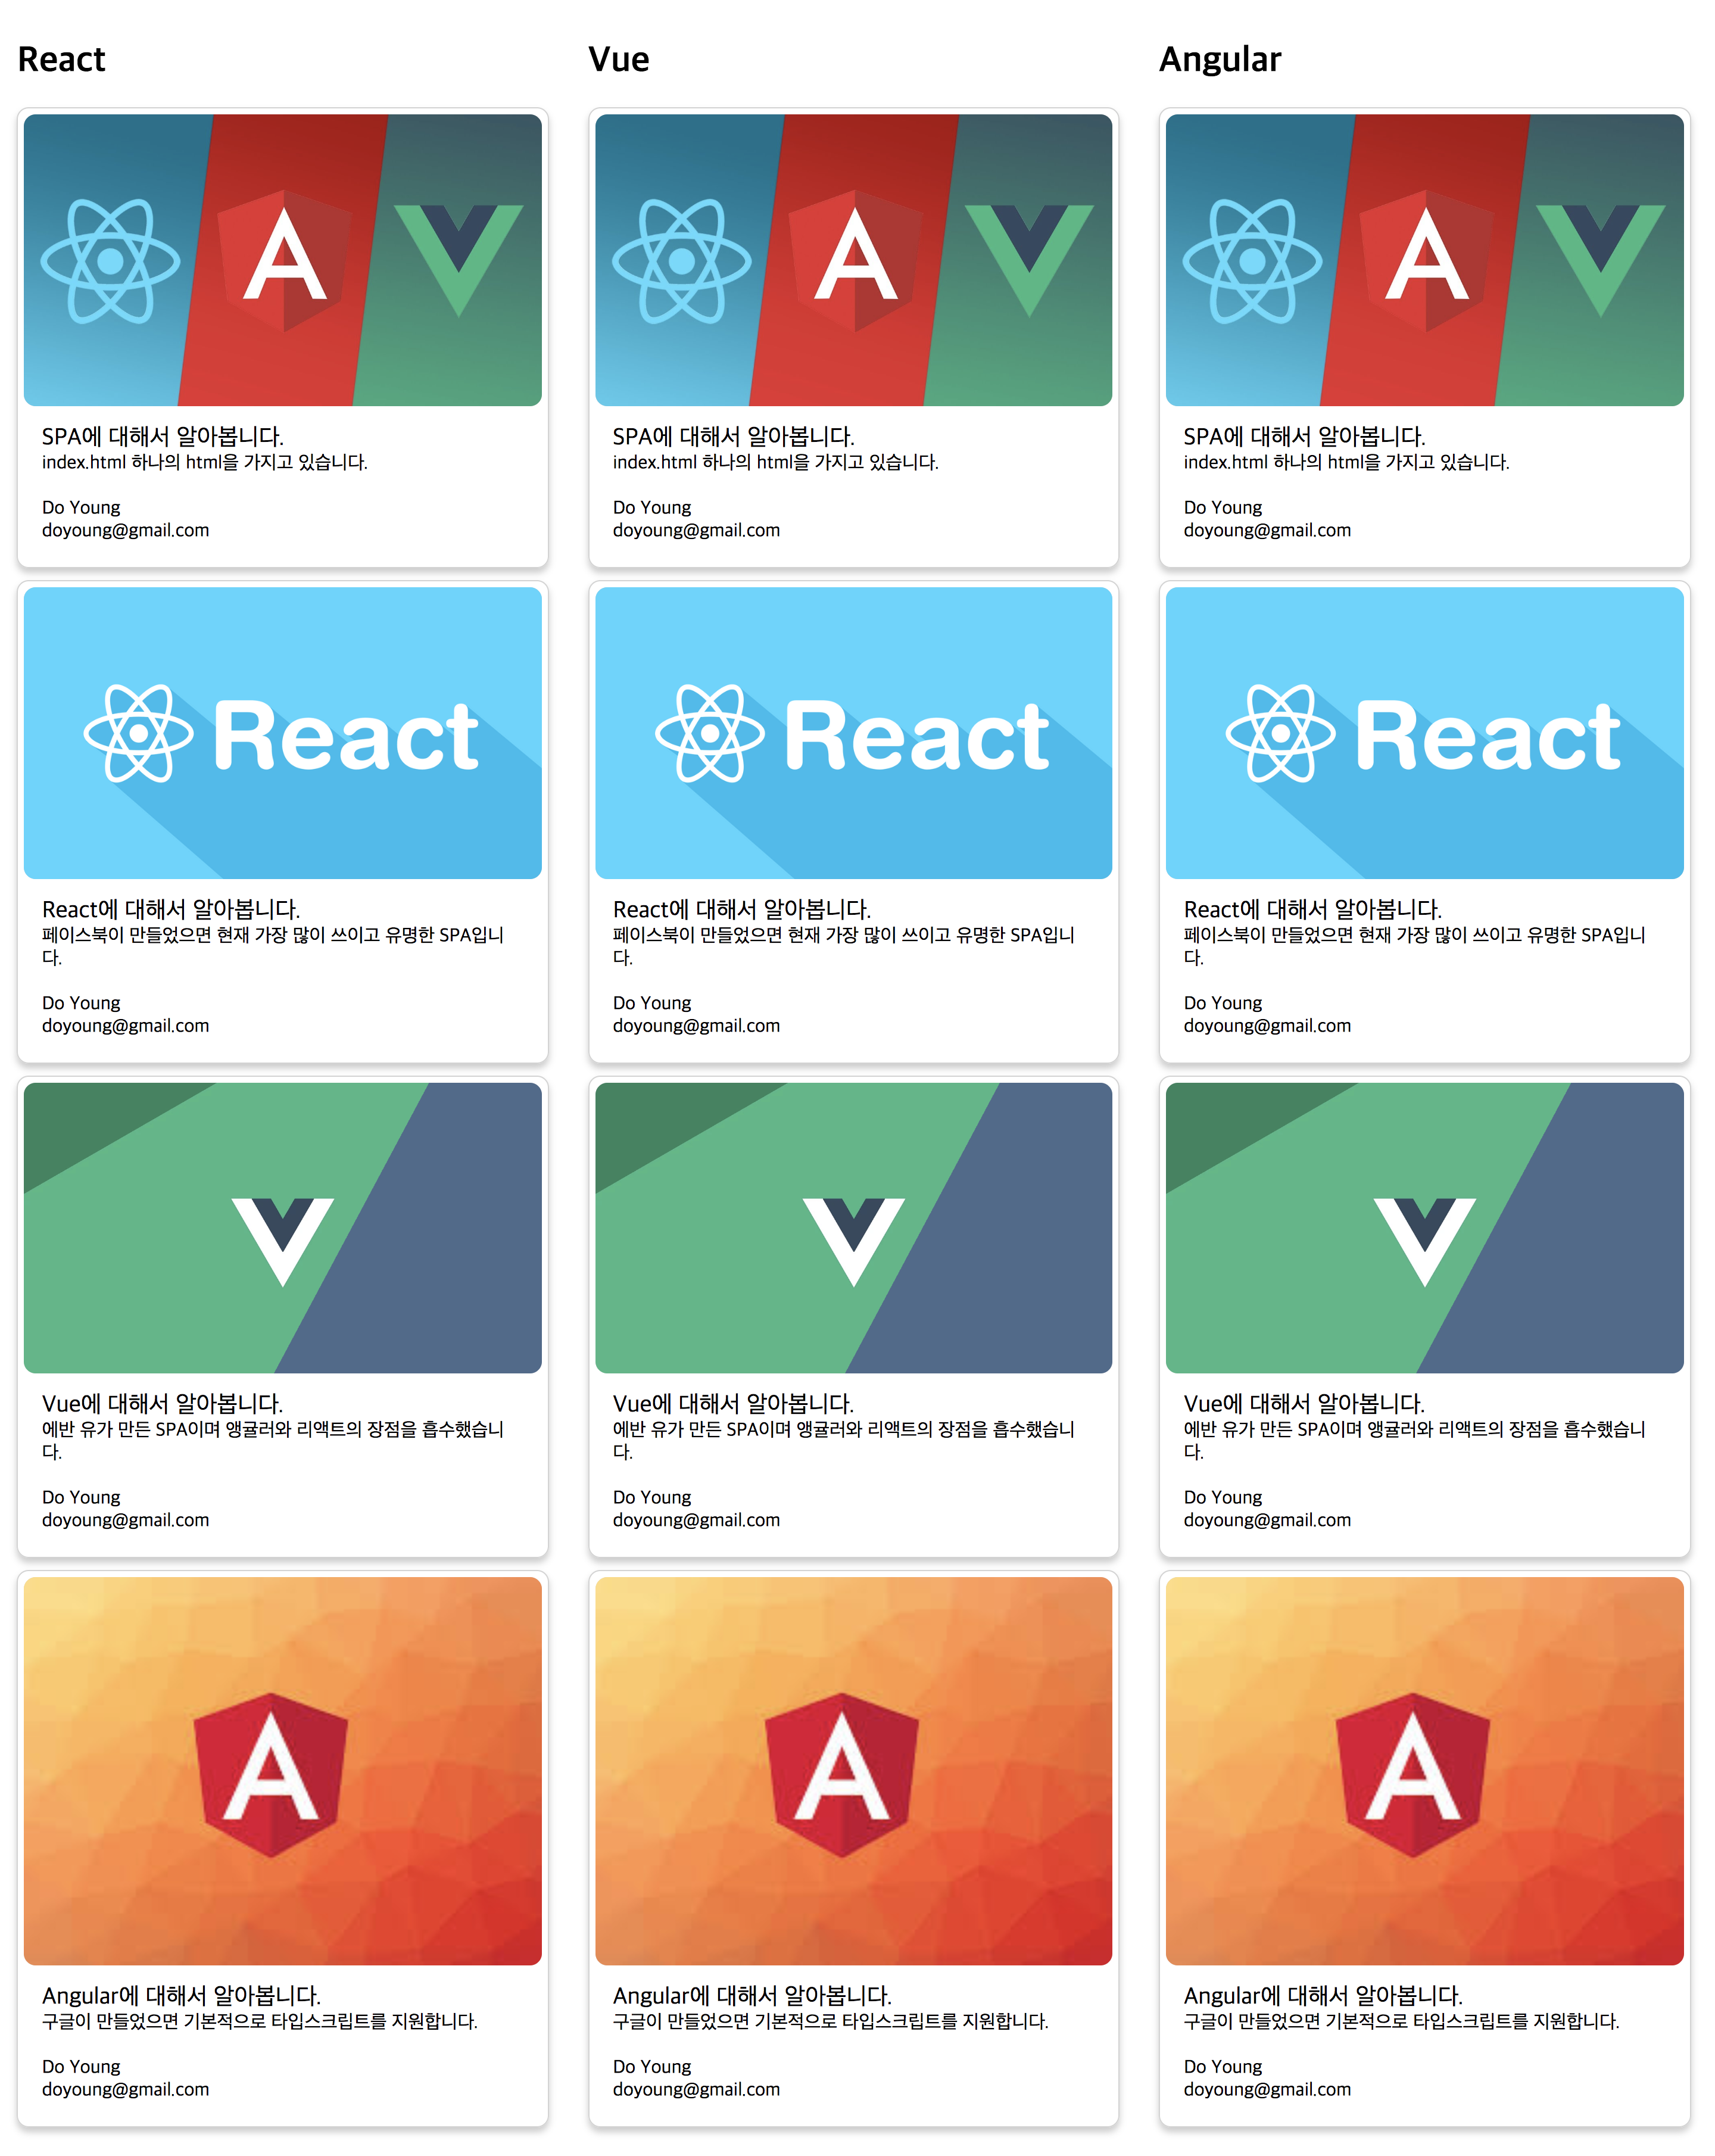 React
SPA에 대해서 알아봅니다.
index.html 하나의 html을 가지고 있습니다.
Do Young
doyoung@gmail.com
React
React에 대해서 알아봅니다.
페이스북이 만들었으면 현재 가장 많이 쓰이고 유명한 SPA입니
다.
Do Young
doyoung@gmail.com
Vue에 대해서 알아봅니다.
에반 유가 만든 SPA이며 앵귤러와 리액트의 장점을 흡수했습니
다.
Do Young
doyoung@gmail.com
Angular에 대해서 알아봅니다.
구글이 만들었으면 기본적으로 타입스크립트를 지원합니다.
Do Young
doyoung@gmail.com
Vue
SPA에 대해서 알아봅니다.
index.html 하나의 html을 가지고 있습니다.
Do Young
doyoung@gmail.com
React
React에 대해서 알아봅니다.
페이스북이 만들었으면 현재 가장 많이 쓰이고 유명한 SPA입니
다.
Do Young
doyoung@gmail.com
Vue에 대해서 알아봅니다.
에반 유가 만든 SPA이며 앵귤러와 리액트의 장점을 흡수했습니
다.
Do Young
doyoung@gmail.com
Angular에 대해서 알아봅니다.
구글이 만들었으면 기본적으로 타입스크립트를 지원합니다.
Do Young
doyoung@gmail.com
Angular
SPA에 대해서 알아봅니다.
index.html 하나의 html을 가지고 있습니다.
Do Young
doyoung@gmail.com
React
React에 대해서 알아봅니다.
페이스북이 만들었으면 현재 가장 많이 쓰이고 유명한 SPA입니
다.
Do Young
doyoung@gmail.com
Vue에 대해서 알아봅니다.
에반 유가 만든 SPA이며 앵귤러와 리액트의 장점을 흡수했습니
다.
Do Young
doyoung@gmail.com
Angular에 대해서 알아봅니다.
구글이 만들었으면 기본적으로 타입스크립트를 지원합니다.
Do Young
doyoung@gmail.com